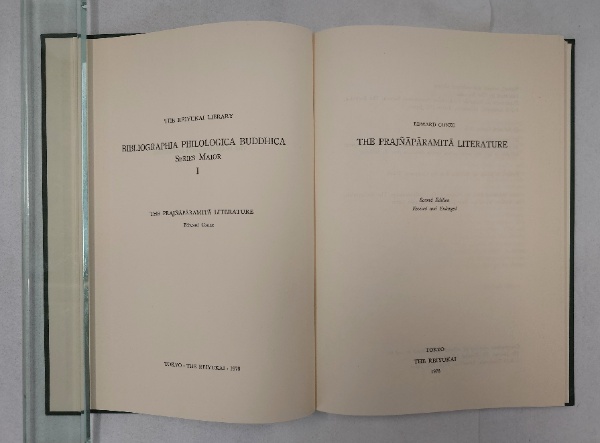 THE REIYUKAI LIBRARY
BIBLIOGRAPHIA PHILOLOGICA BUDDHICA
SERIES MAIOR
I
THE PRAJÑĀPĀRAMITĀ LITERATURE
EDWARD CONZE
TOKYO · THE REIYUKAI · 1978
EDWARD CONZE
THE PRAJÑĀPĀRAMITĀ LITERATURE
Second Edition
Revised and Enlarged
TOKYO
THE REIYUKAI
1978